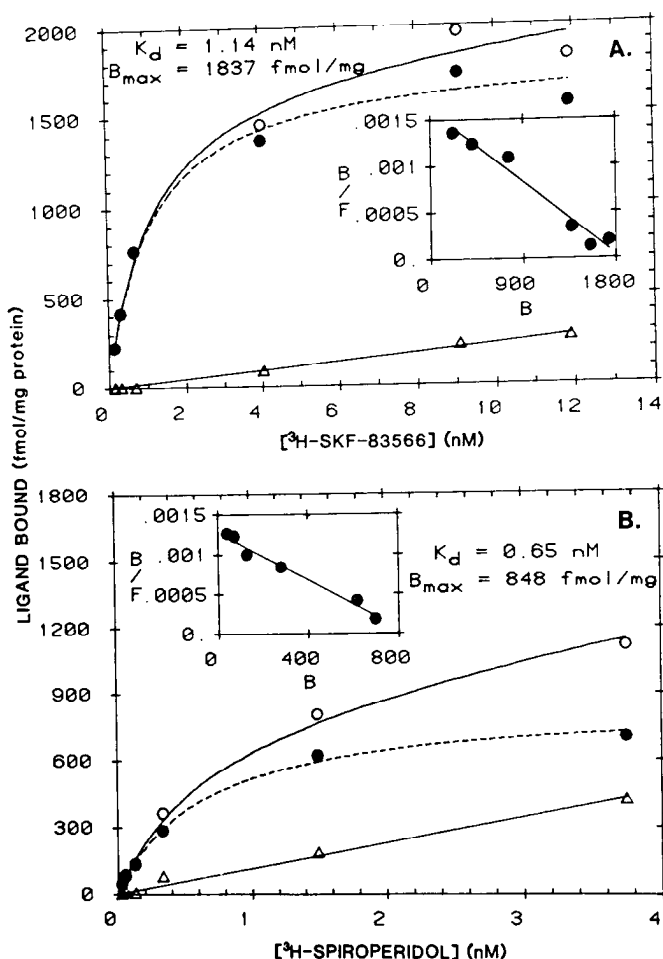 A.
K_d = 1.14 nM
B_max = 1837 fmol/mg
2000
1500
1000
500
0
B
/
F
.0015
.001
.0005
0.
0 900 1800
B
0 2 4 6 8 10 12 14
[³H-SKF-83566] (nM)
LIGAND BOUND (fmol/mg protein)
B.
K_d = 0.65 nM
B_max = 848 fmol/mg
1800
1500
1200
900
600
300
0
B
/
F
.0015
.001
.0005
0.
0 400 800
B
0 1 2 3 4
[³H-SPIROPERIDOL] (nM)